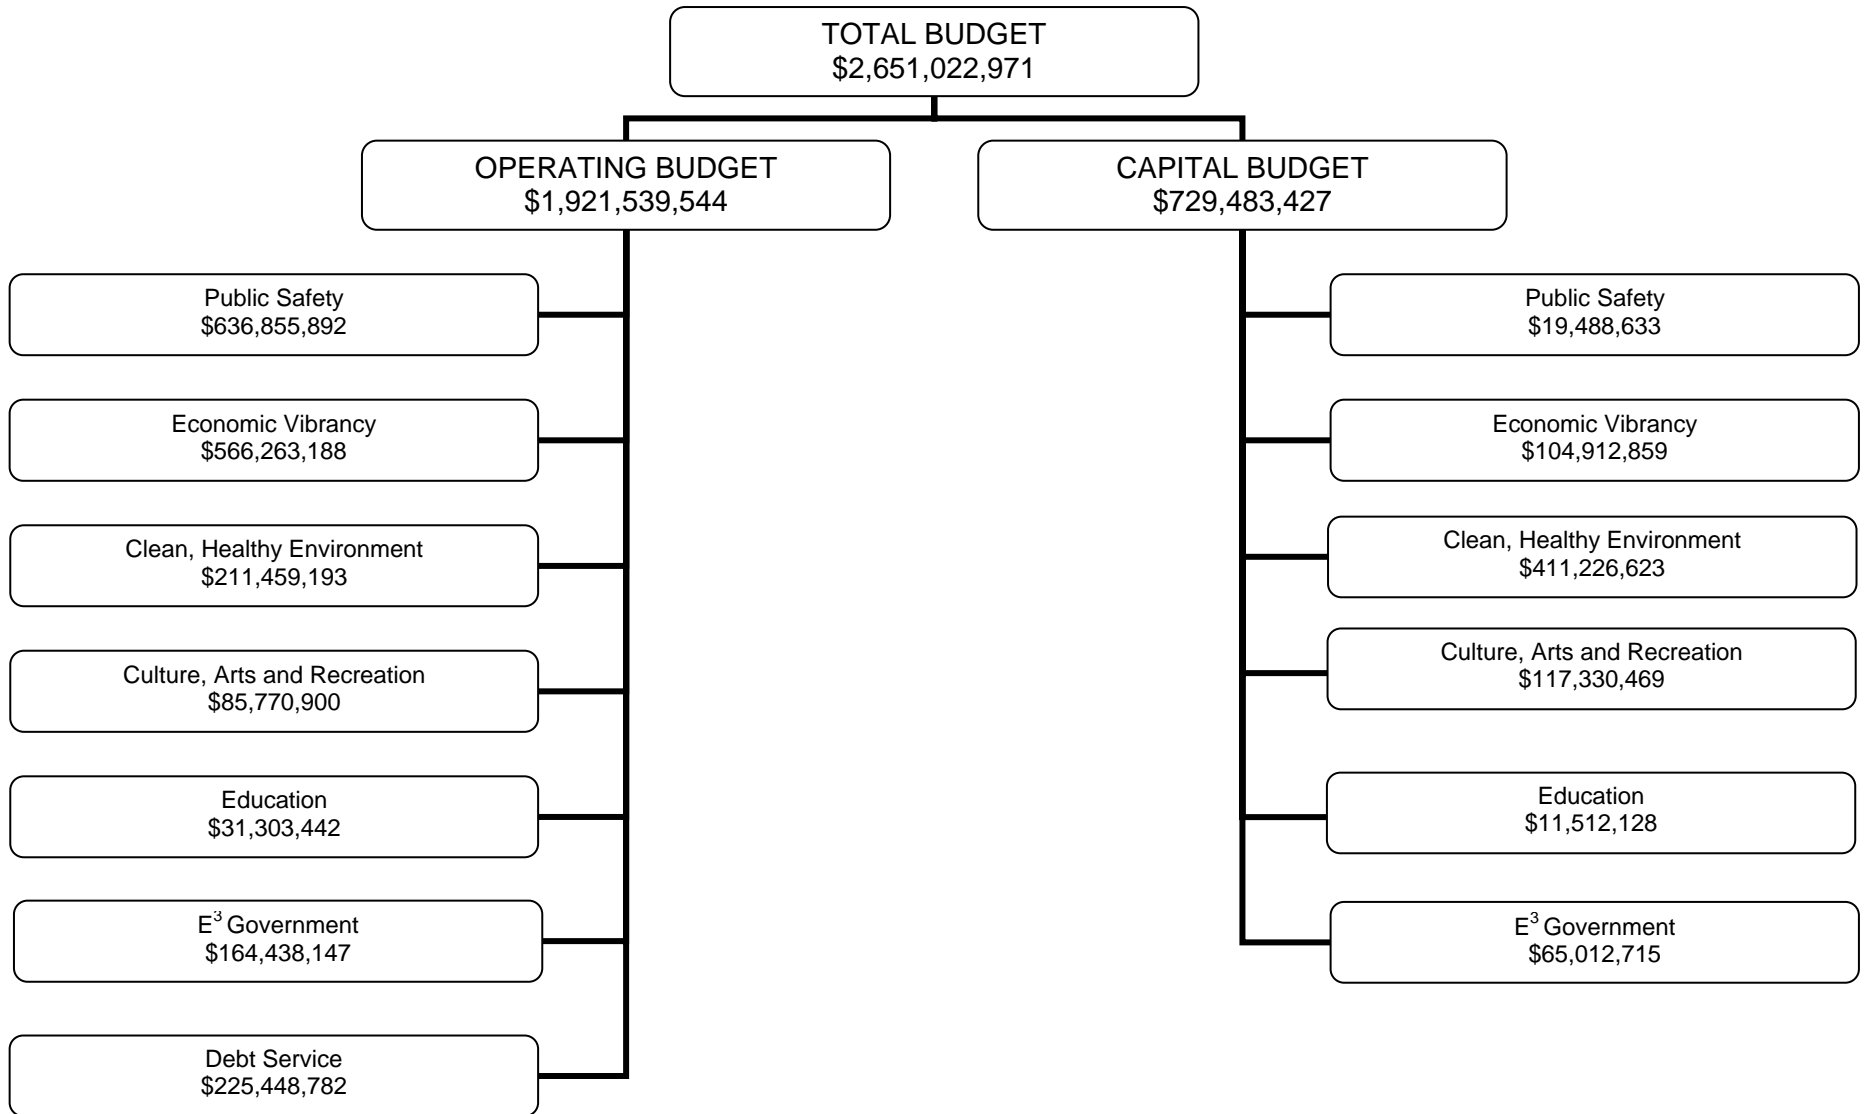 TOTAL BUDGET
$2,651,022,971
OPERATING BUDGET
$1,921,539,544
CAPITAL BUDGET
$729,483,427
Public Safety
$636,855,892
Public Safety
$19,488,633
Economic Vibrancy
$566,263,188
Economic Vibrancy
$104,912,859
Clean, Healthy Environment
$211,459,193
Clean, Healthy Environment
$411,226,623
Culture, Arts and Recreation
$85,770,900
Culture, Arts and Recreation
$117,330,469
Education
$31,303,442
Education
$11,512,128
E³ Government
$164,438,147
E³ Government
$65,012,715
Debt Service
$225,448,782